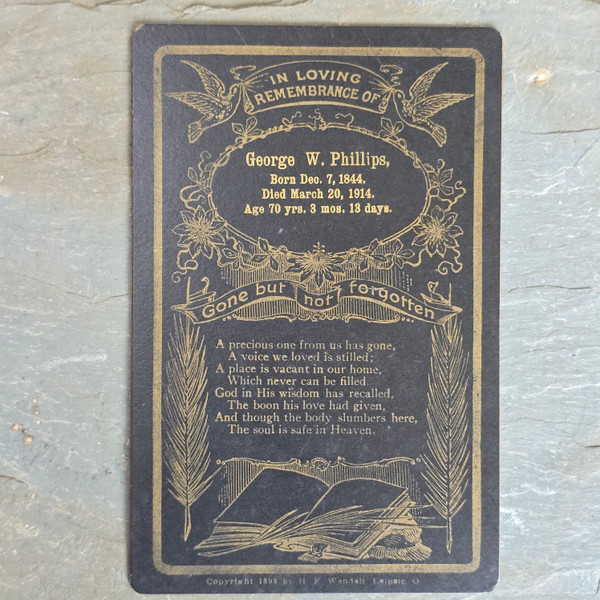 IN LOVING
REMEMBRANCE OF
George W. Phillips,
Born Dec. 7, 1844.
Died March 20, 1914.
Age 70 yrs. 3 mos. 13 days.
Gone but not forgotten
A precious one from us has gone,
A voice we loved is stilled;
A place is vacant in our home,
Which never can be filled.
God in His wisdom has recalled,
The boon his love had given,
And though the body slumbers here,
The soul is safe in Heaven.
Copyright 1898 by H. F. Wendell, Leipsic O